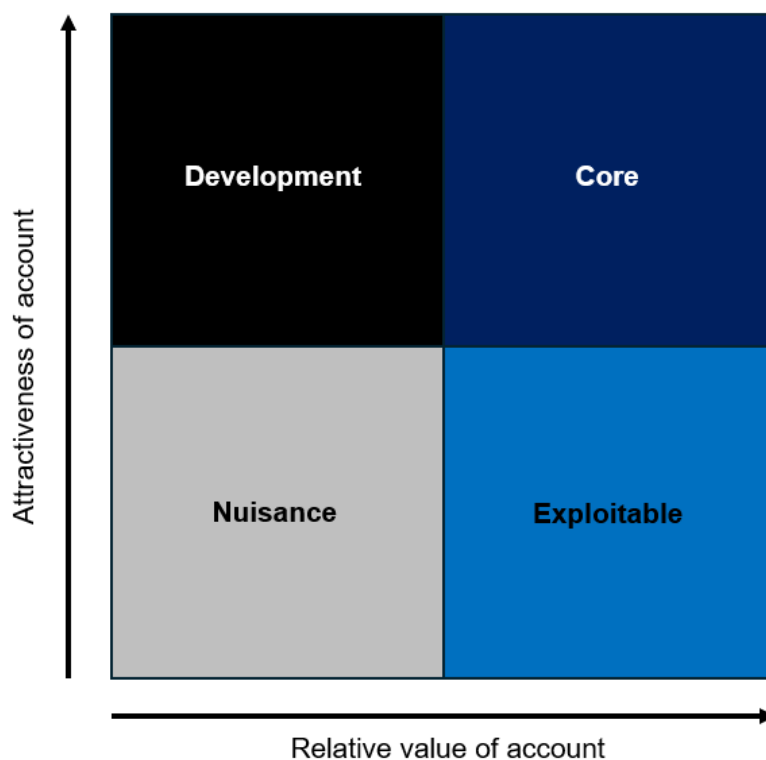 Attractiveness of account
Development
Core
Nuisance
Exploitable
Relative value of account